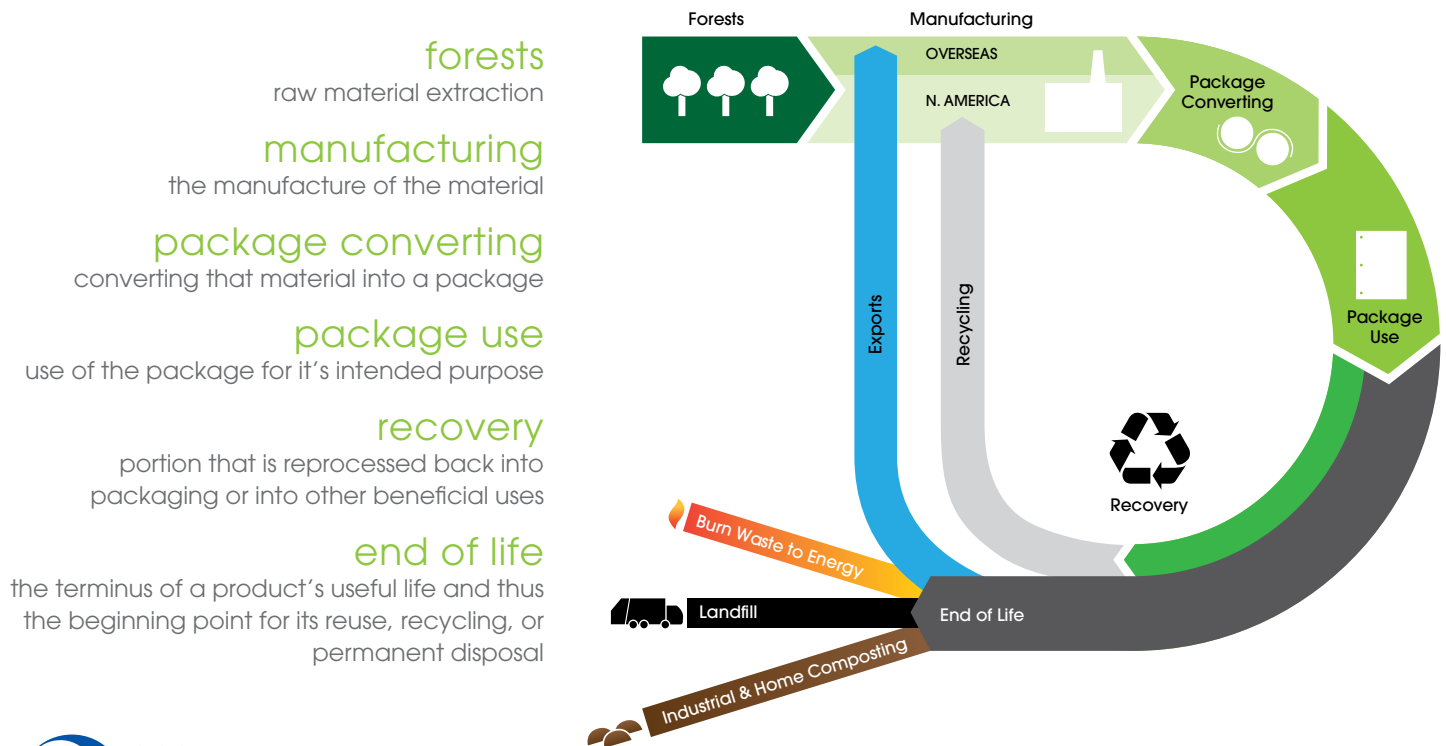 forests
raw material extraction
manufacturing
the manufacture of the material
package converting
converting that material into a package
package use
use of the package for it's intended purpose
recovery
portion that is reprocessed back into
packaging or into other beneficial uses
end of life
the terminus of a product's useful life and thus
the beginning point for its reuse, recycling, or
permanent disposal
Forests
Manufacturing
OVERSEAS
N. AMERICA
Package
Converting
Package
Use
Exports
Recycling
Recovery
Burn Waste to Energy
Landfill
End of Life
Industrial & Home Composting